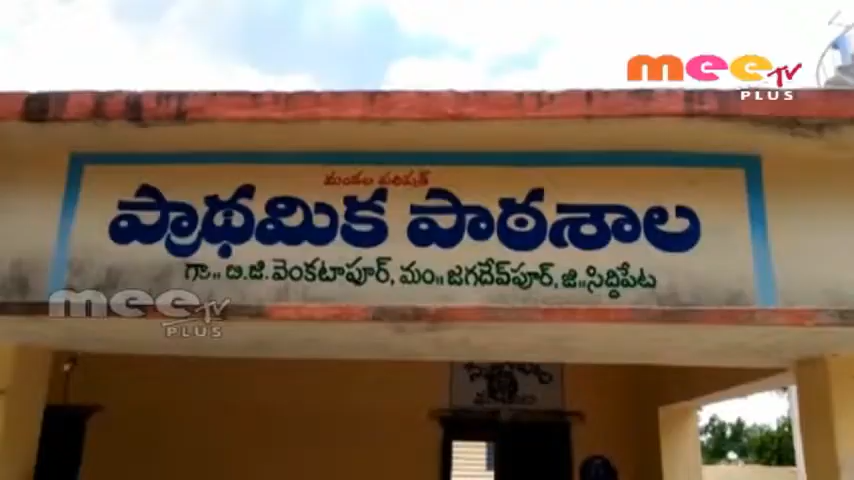 mee TV
PLUS
మండల పరిషత్
ప్రాథమిక పాఠశాల
గ్రా॥ బి.జి. వెంకటాపూర్, మం॥ జగదేవ్‌పూర్, జి॥ సిద్దిపేట
mee TV
PLUS